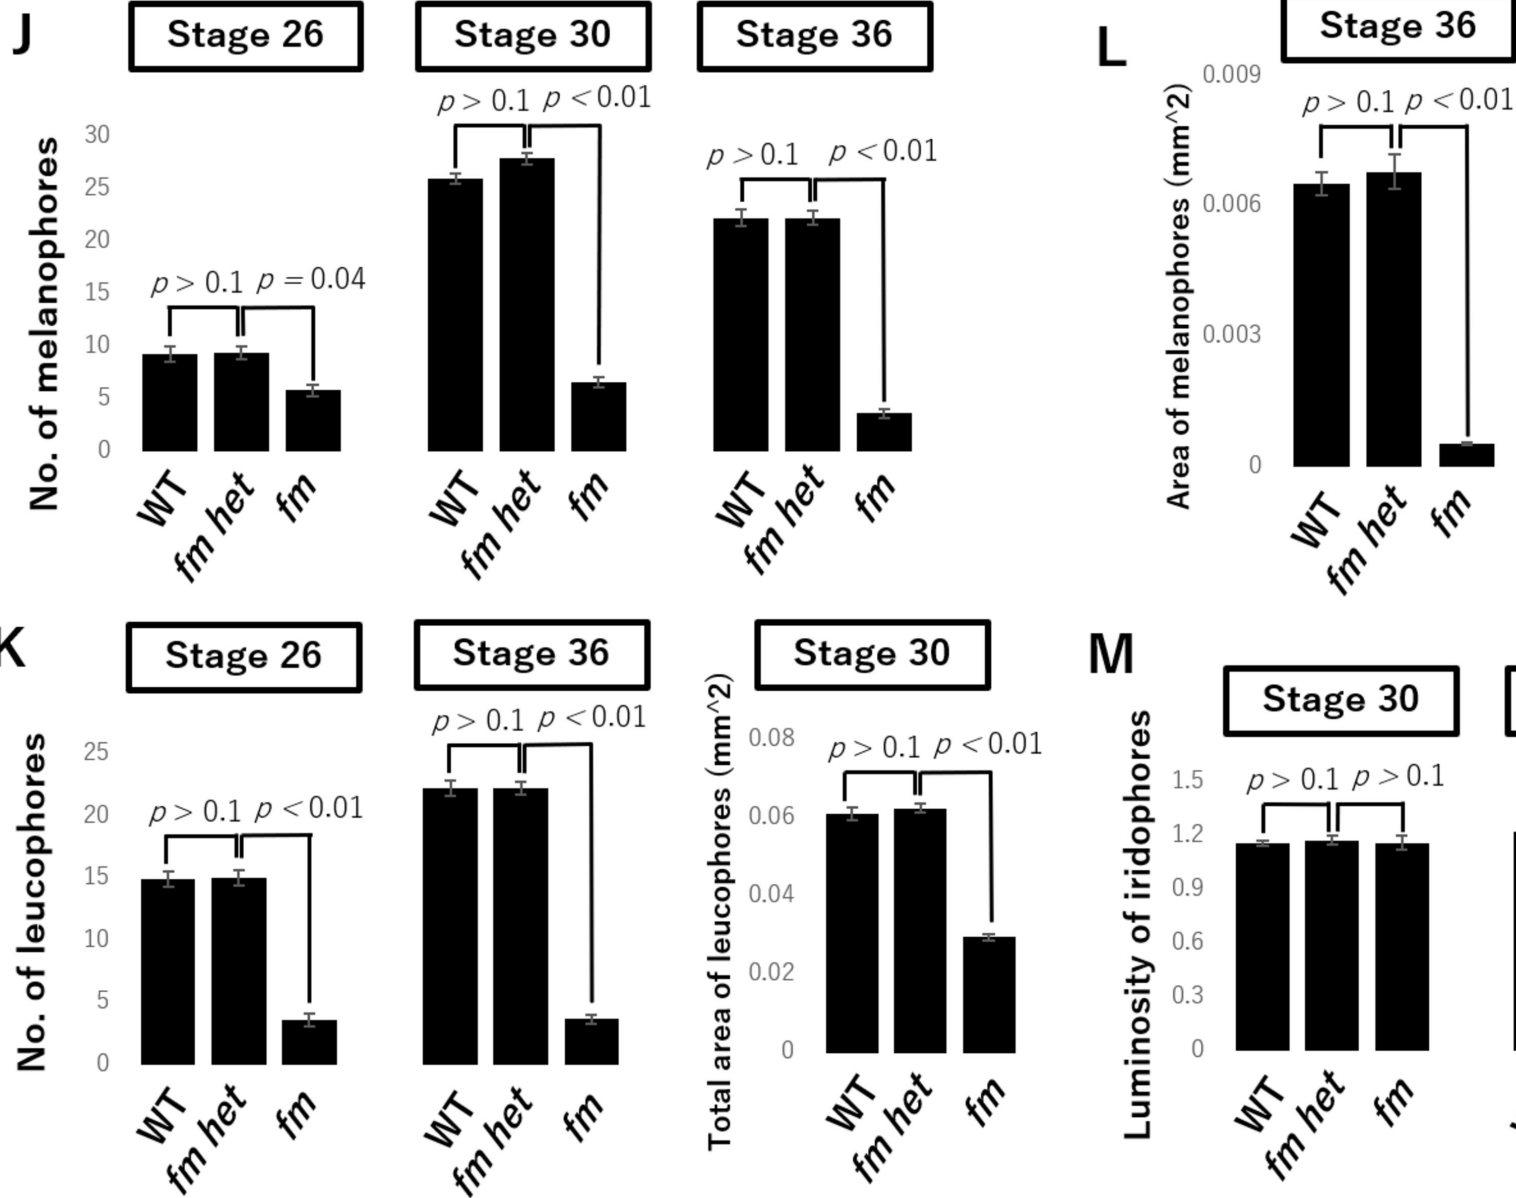 J
Stage 26
Stage 30
Stage 36
No. of melanophores
30
25
20
15
10
5
0
p > 0.1
p = 0.04
p > 0.1
p < 0.01
p > 0.1
p < 0.01
WT
fm het
fm
WT
fm het
fm
WT
fm het
fm
L
Stage 36
Area of melanophores (mm^2)
0.009
0.006
0.003
0
p > 0.1
p < 0.01
WT
fm het
fm
K
Stage 26
Stage 36
No. of leucophores
25
20
15
10
5
0
p > 0.1
p < 0.01
p > 0.1
p < 0.01
WT
fm het
fm
WT
fm het
fm
Stage 30
Total area of leucophores (mm^2)
0.08
0.06
0.04
0.02
0
p > 0.1
p < 0.01
WT
fm het
fm
M
Stage 30
Luminosity of iridophores
1.5
1.2
0.9
0.6
0.3
0
p > 0.1
p > 0.1
WT
fm het
fm